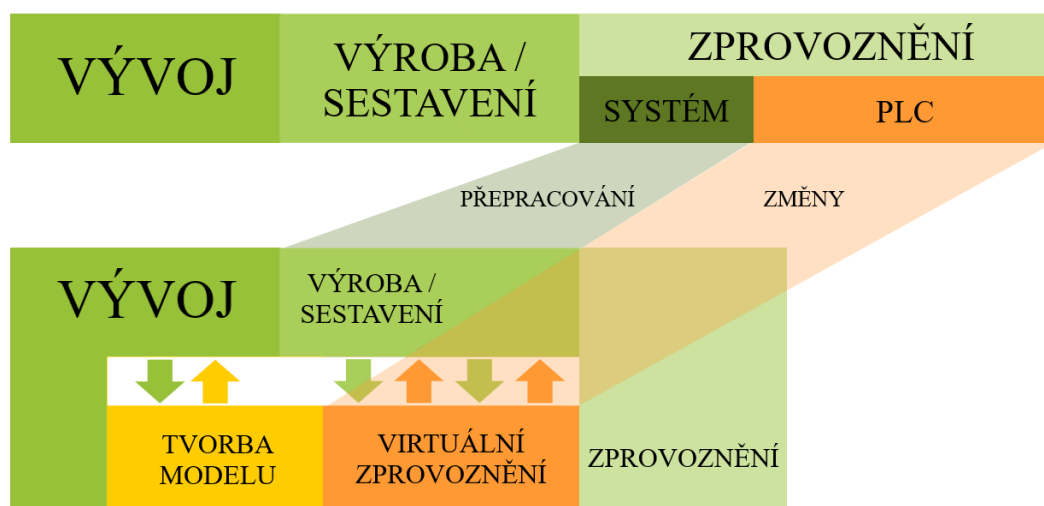 VÝVOJ
VÝROBA /
SESTAVENÍ
ZPROVOZNĚNÍ
SYSTÉM
PLC
PŘEPRACOVÁNÍ
ZMĚNY
VÝVOJ
VÝROBA /
SESTAVENÍ
TVORBA
MODELU
VIRTUÁLNÍ
ZPROVOZNĚNÍ
ZPROVOZNĚNÍ